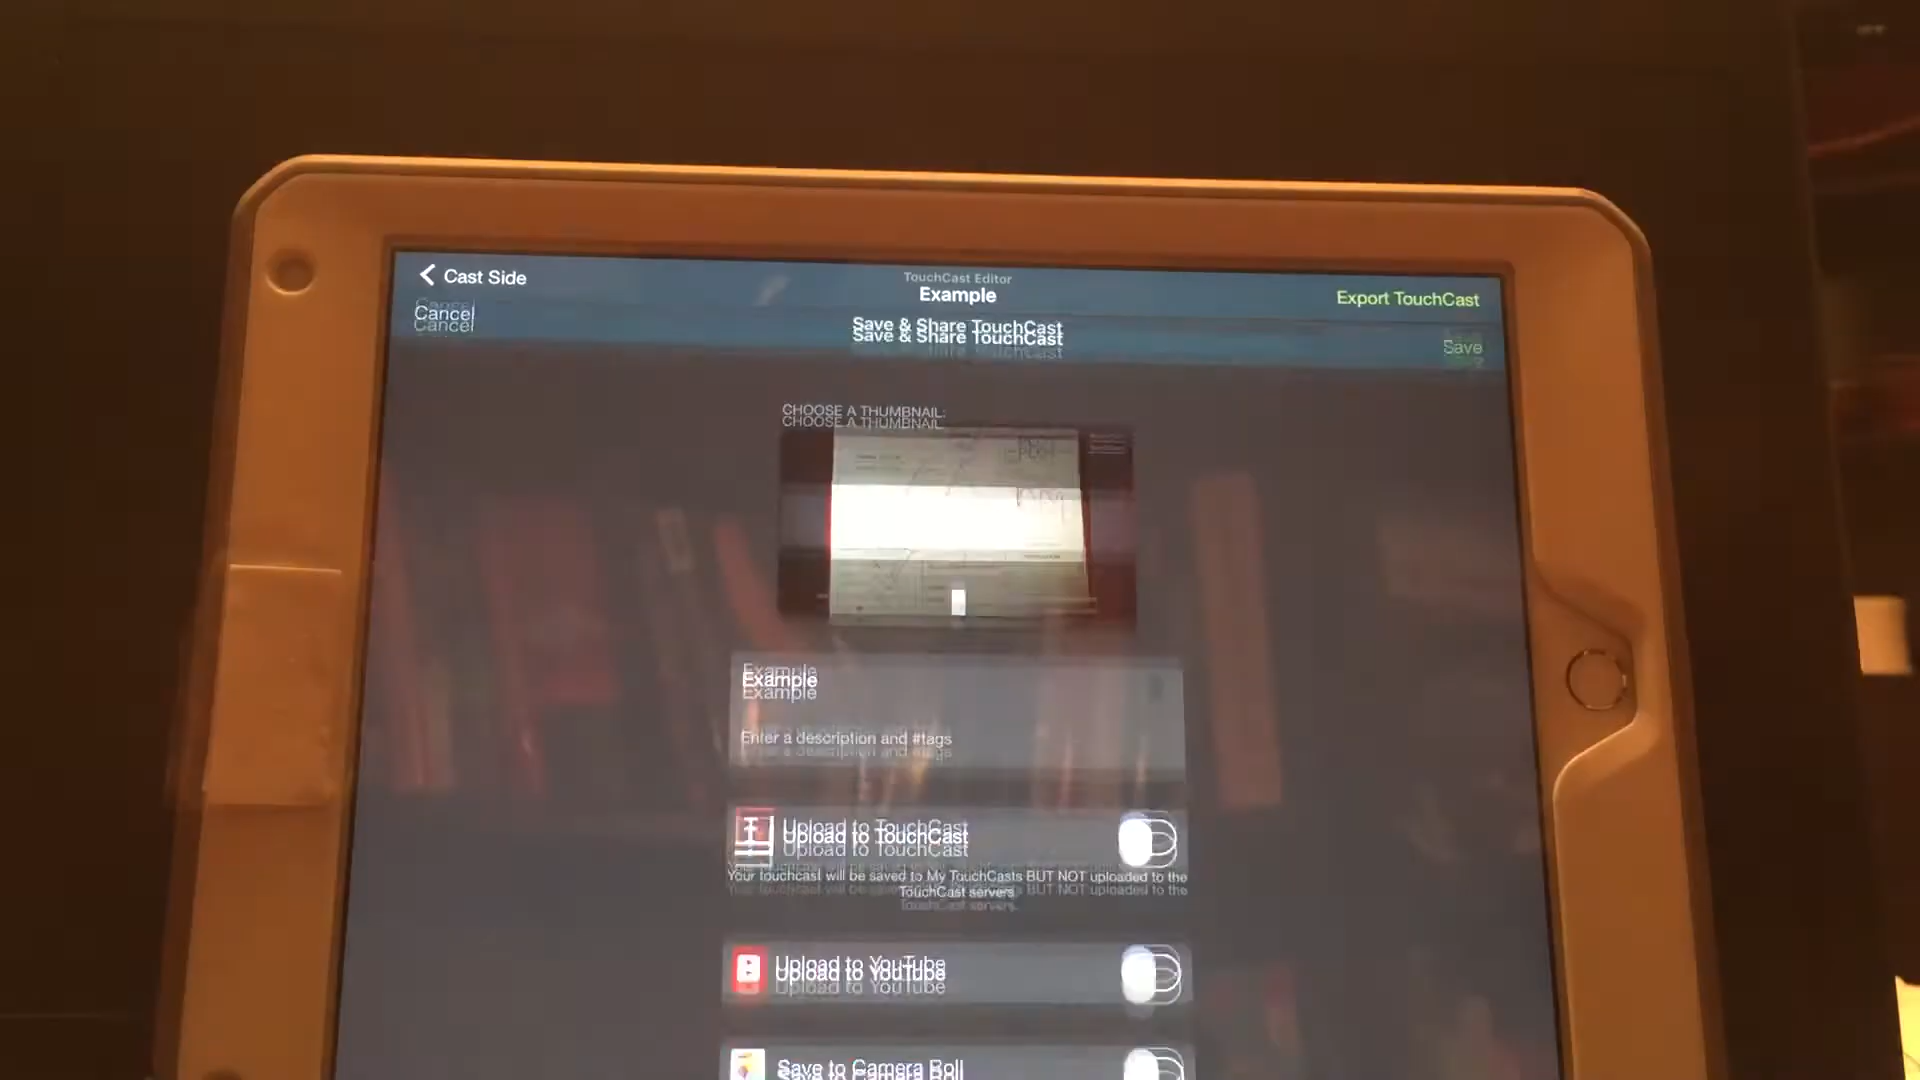 Cast Side
TouchCast Editor
Example
Export TouchCast
Cancel
Save & Share TouchCast
Save
CHOOSE A THUMBNAIL:
Example
Enter a description and #tags
Upload to TouchCast
Your touchcast will be saved to My TouchCasts BUT NOT uploaded to the
TouchCast servers.
Upload to YouTube
Save to Camera Roll